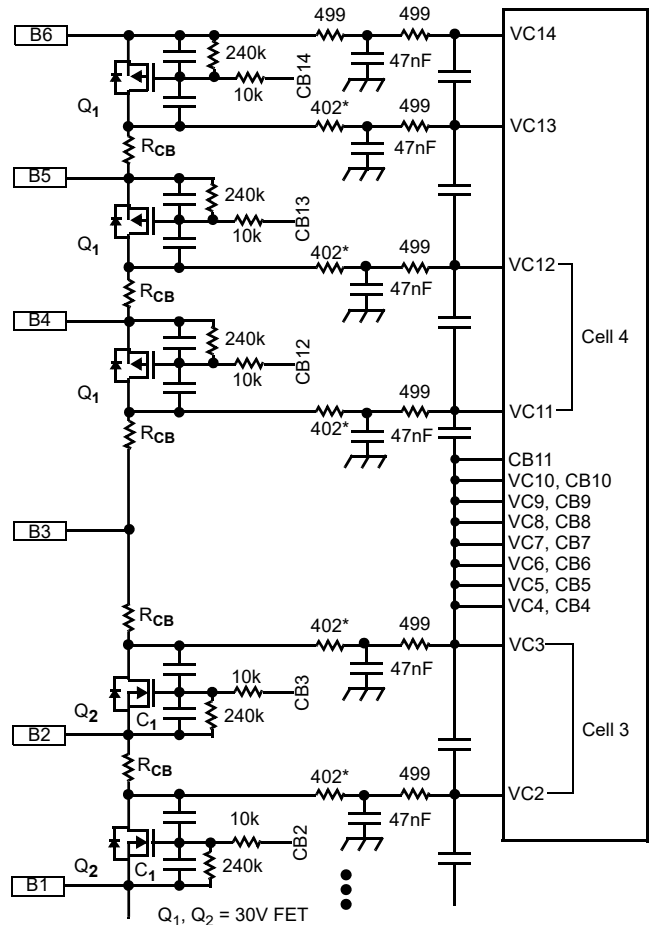 499 499
B6 VC14
240k 47nF
CB14
10k
Q1 402* 499
VC13
RCB 47nF
B5
240k
CB13
10k
Q1 402* 499
VC12
RCB 47nF
B4 Cell 4
240k
CB12
10k
Q1 499
VC11
RCB 402* 47nF
CB11
VC10, CB10
VC9, CB9
B3 VC8, CB8
VC7, CB7
VC6, CB6
VC5, CB5
RCB VC4, CB4
402* 499
VC3
10k 47nF
CB3
Q2 C1 240k
B2 Cell 3
RCB 402* 499
VC2
10k 47nF
CB2
Q2 C1 240k
B1
Q1, Q2 = 30V FET